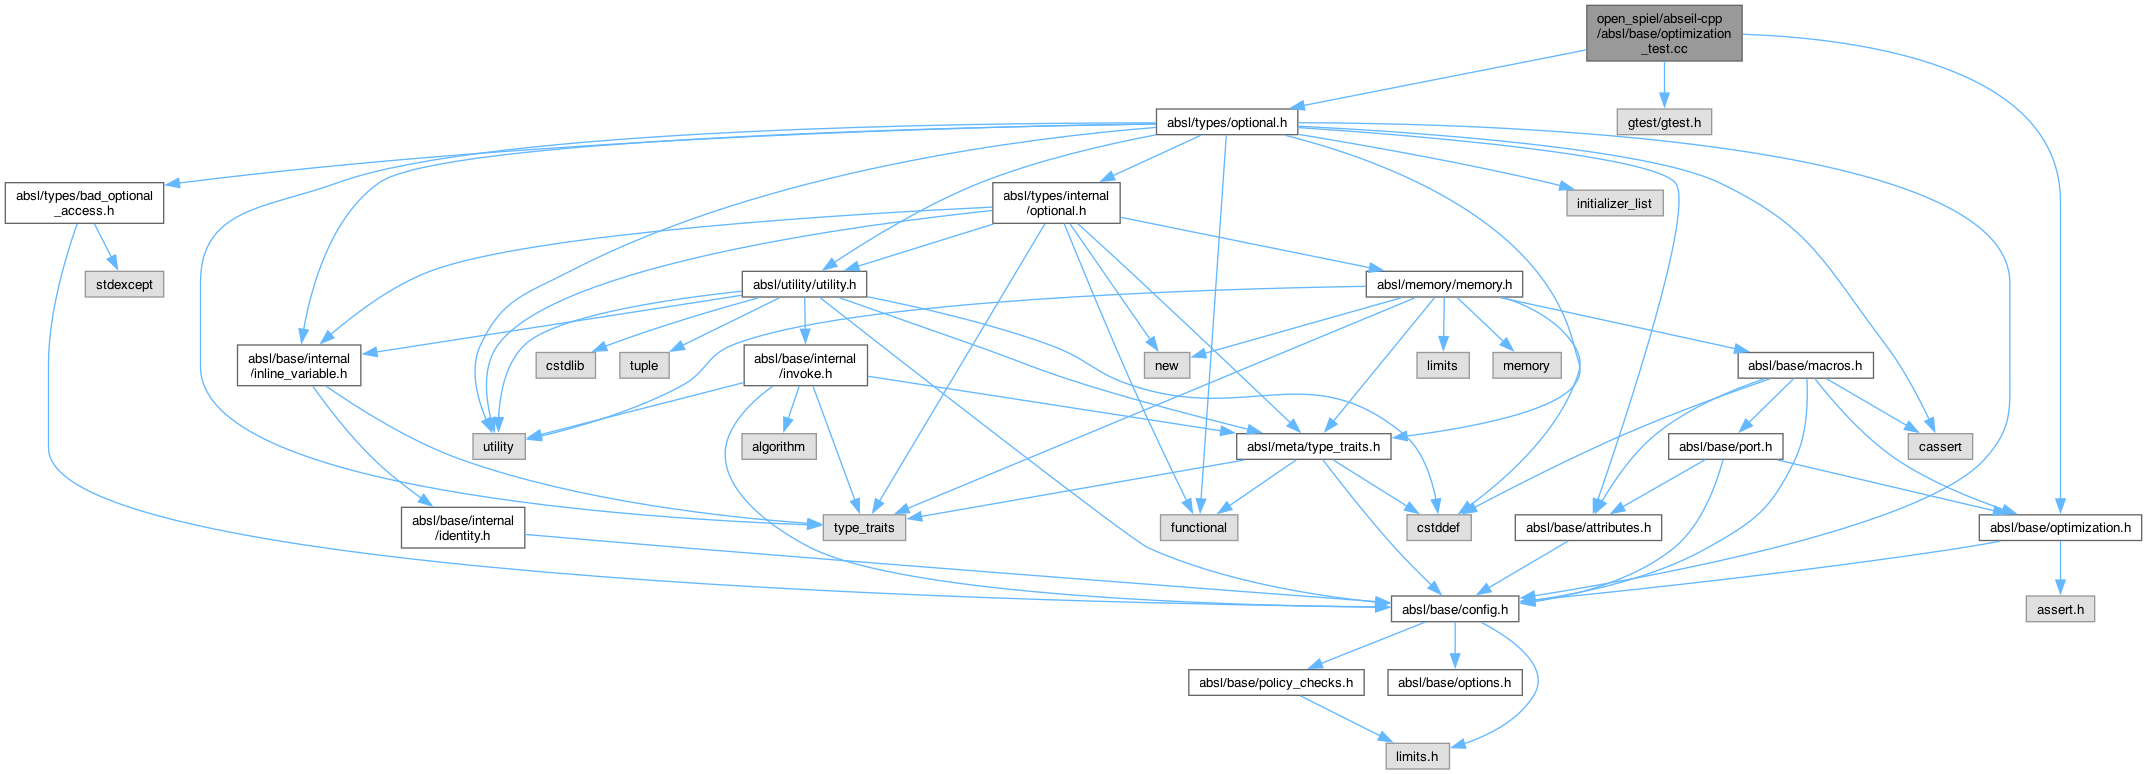 open_spiel/abseil-cpp
/absl/base/optimization
_test.cc
absl/types/optional.h
gtest/gtest.h
absl/types/bad_optional
_access.h
absl/types/internal
/optional.h
initializer_list
stdexcept
absl/utility/utility.h
absl/memory/memory.h
absl/base/internal
/inline_variable.h
cstdlib
tuple
absl/base/internal
/invoke.h
new
limits
memory
absl/base/macros.h
utility
algorithm
absl/meta/type_traits.h
absl/base/port.h
cassert
absl/base/internal
/identity.h
type_traits
functional
cstddef
absl/base/attributes.h
absl/base/optimization.h
absl/base/config.h
assert.h
absl/base/policy_checks.h
absl/base/options.h
limits.h